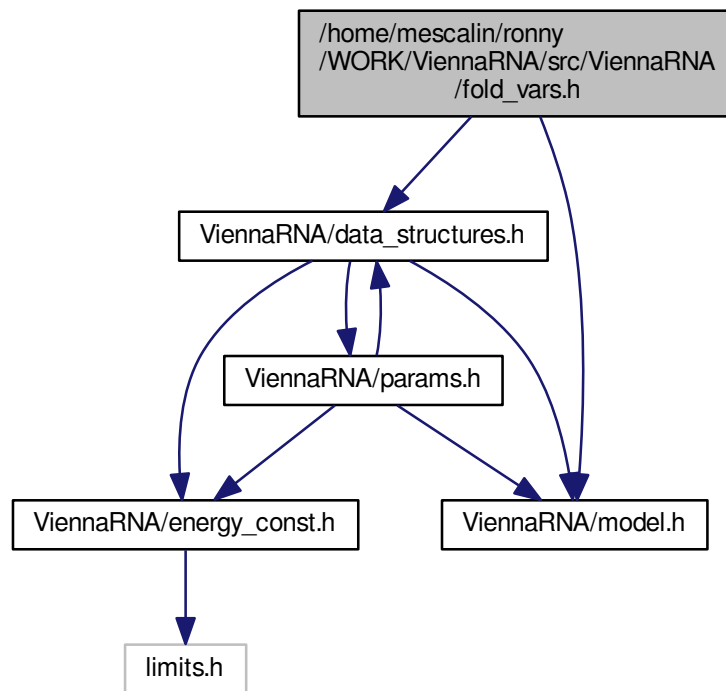 /home/mescalin/ronny
/WORK/ViennaRNA/src/ViennaRNA
/fold_vars.h
ViennaRNA/data_structures.h
ViennaRNA/params.h
ViennaRNA/energy_const.h
ViennaRNA/model.h
limits.h